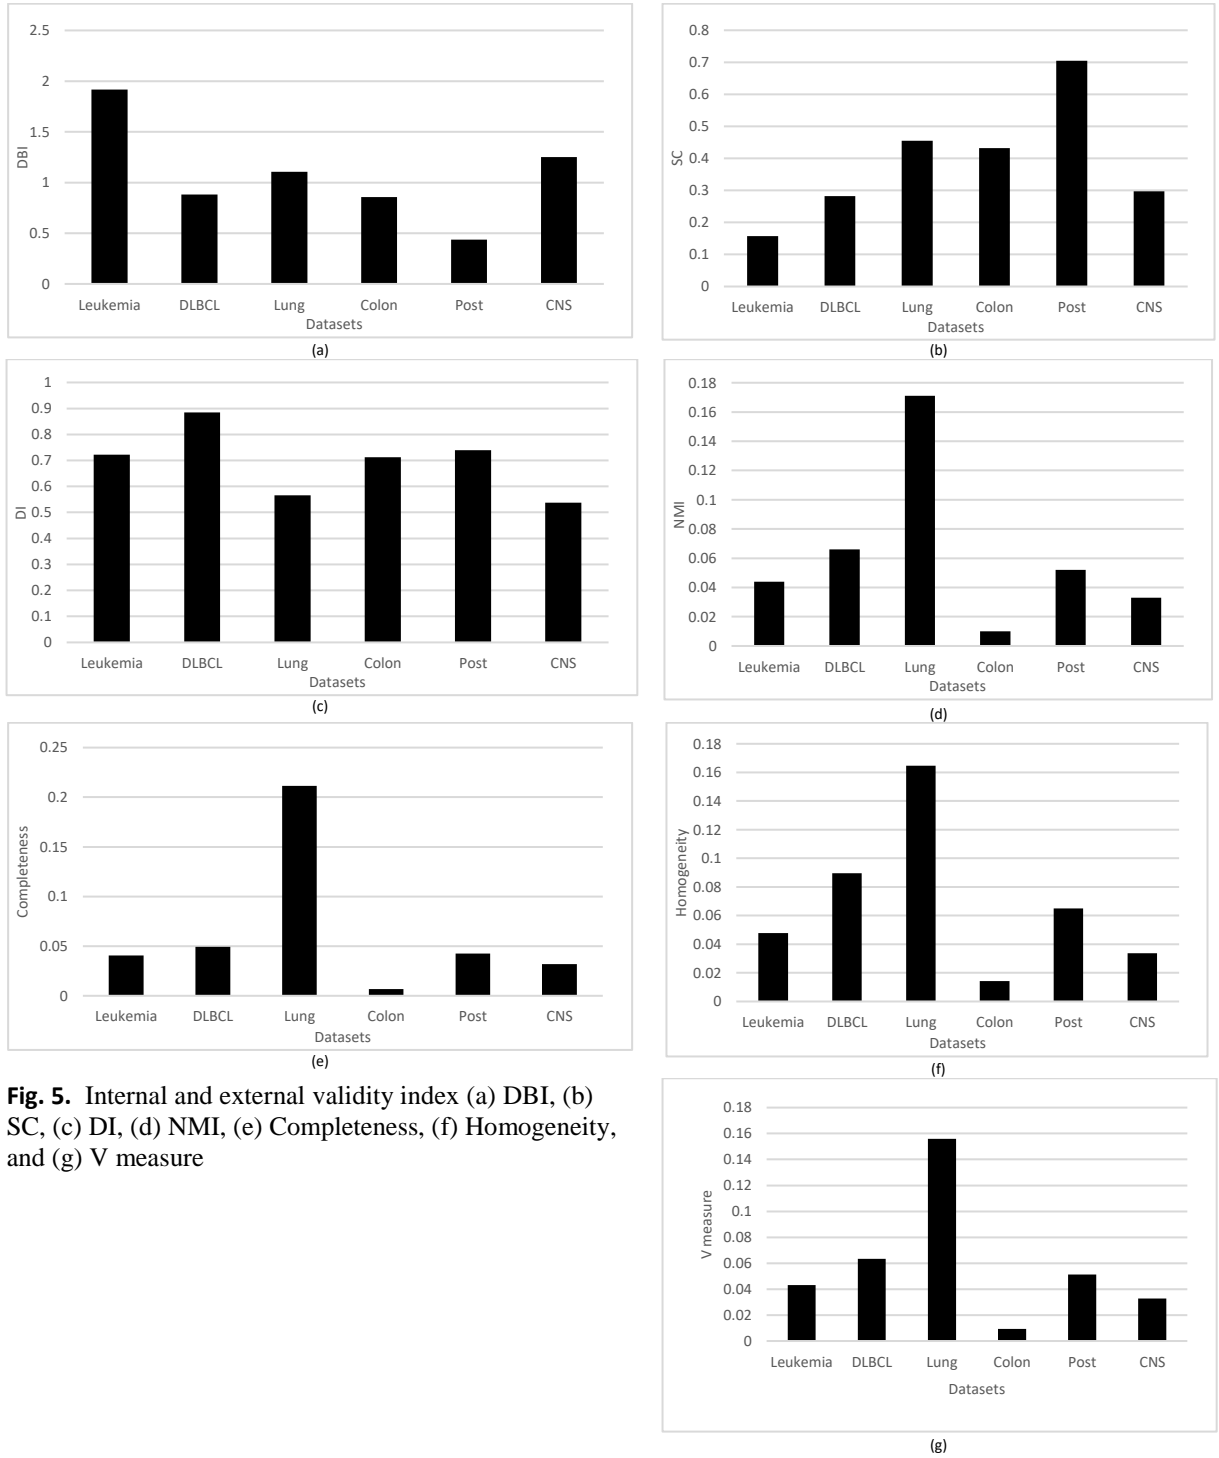 2.5
2
1.5
1
0.5
0
DBI
Leukemia DLBCL Lung Colon Post CNS
Datasets
(a)
0.8
0.7
0.6
0.5
0.4
0.3
0.2
0.1
0
SC
Leukemia DLBCL Lung Colon Post CNS
Datasets
(b)
1
0.9
0.8
0.7
0.6
0.5
0.4
0.3
0.2
0.1
0
DI
Leukemia DLBCL Lung Colon Post CNS
Datasets
(c)
0.18
0.16
0.14
0.12
0.1
0.08
0.06
0.04
0.02
0
NMI
Leukemia DLBCL Lung Colon Post CNS
Datasets
(d)
0.25
0.2
0.15
0.1
0.05
0
Completeness
Leukemia DLBCL Lung Colon Post CNS
Datasets
(e)
0.18
0.16
0.14
0.12
0.1
0.08
0.06
0.04
0.02
0
Homogeneity
Leukemia DLBCL Lung Colon Post CNS
Datasets
(f)
Fig. 5. Internal and external validity index (a) DBI, (b)
SC, (c) DI, (d) NMI, (e) Completeness, (f) Homogeneity,
and (g) V measure
0.18
0.16
0.14
0.12
0.1
0.08
0.06
0.04
0.02
0
V measure
Leukemia DLBCL Lung Colon Post CNS
Datasets
(g)